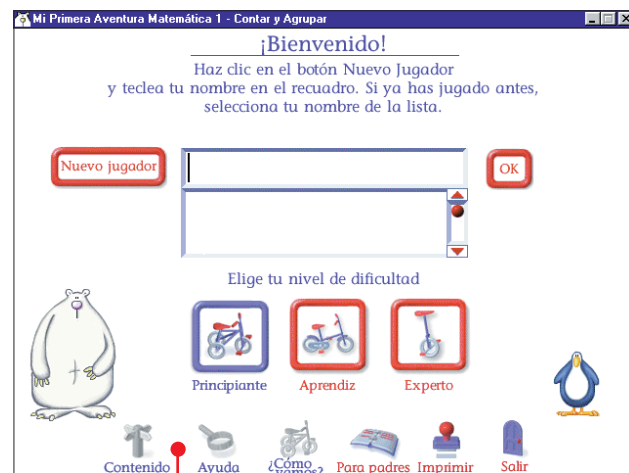 Mi Primera Aventura Matemática 1 - Contar y Agrupar
¡Bienvenido!
Haz clic en el botón Nuevo Jugador
y teclea tu nombre en el recuadro. Si ya has jugado antes,
selecciona tu nombre de la lista.
Nuevo jugador
OK
Elige tu nivel de dificultad
Principiante Aprendiz Experto
Contenido Ayuda ¿Cómo vamos? Para padres Imprimir Salir